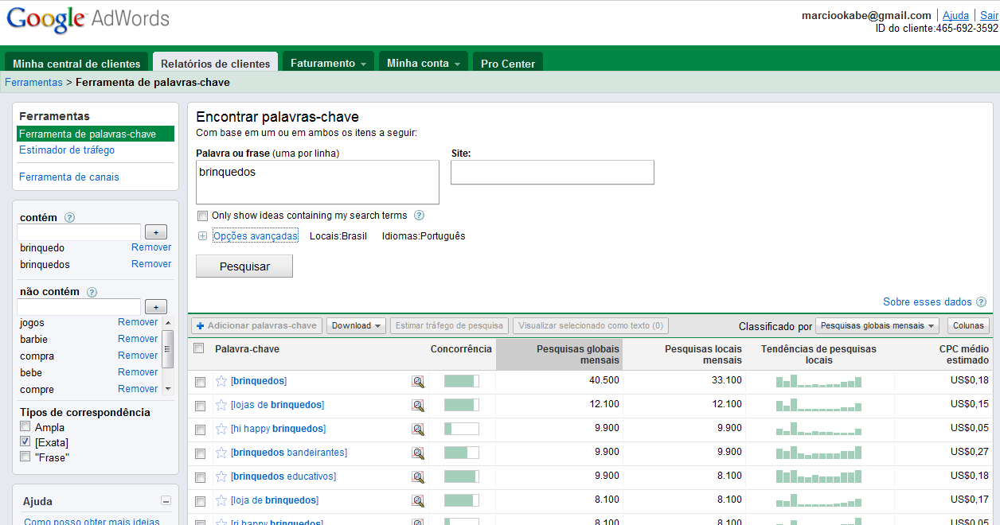 Google AdWords
marciookabe@gmail.com | Ajuda | Sair
ID do cliente:465-692-3592
Minha central de clientes
Relatórios de clientes
Faturamento
Minha conta
Pro Center
Ferramentas > Ferramenta de palavras-chave
Ferramentas
Ferramenta de palavras-chave
Estimador de tráfego
Ferramenta de canais
contém ?
+
brinquedo Remover
brinquedos Remover
não contém ?
+
jogos Remover
barbie Remover
compra Remover
bebe Remover
compre Remover
Tipos de correspondência
Ampla
[Exata]
"Frase"
Ajuda
Como posso obter mais ideias
Encontrar palavras-chave
Com base em um ou em ambos os itens a seguir:
Palavra ou frase (uma por linha)
brinquedos
Site:
Only show ideas containing my search terms ?
Opções avançadas Locais:Brasil Idiomas:Português
Pesquisar
Sobre esses dados ?
Adicionar palavras-chave
Download
Estimar tráfego de pesquisa
Visualizar selecionado como texto (0)
Classificado por
Pesquisas globais mensais
Colunas
Palavra-chave
Concorrência
Pesquisas globais
mensais
Pesquisas locais
mensais
Tendências de pesquisas
locais
CPC médio
estimado
[brinquedos] 40.500 33.100 US$0,18
[lojas de brinquedos] 12.100 12.100 US$0,15
[hi happy brinquedos] 9.900 9.900 US$0,05
[brinquedos bandeirantes] 9.900 9.900 US$0,27
[brinquedos educativos] 9.900 8.100 US$0,18
[loja de brinquedos] 8.100 8.100 US$0,17
[ri happy brinquedos] 8.100 8.100 US$0,05